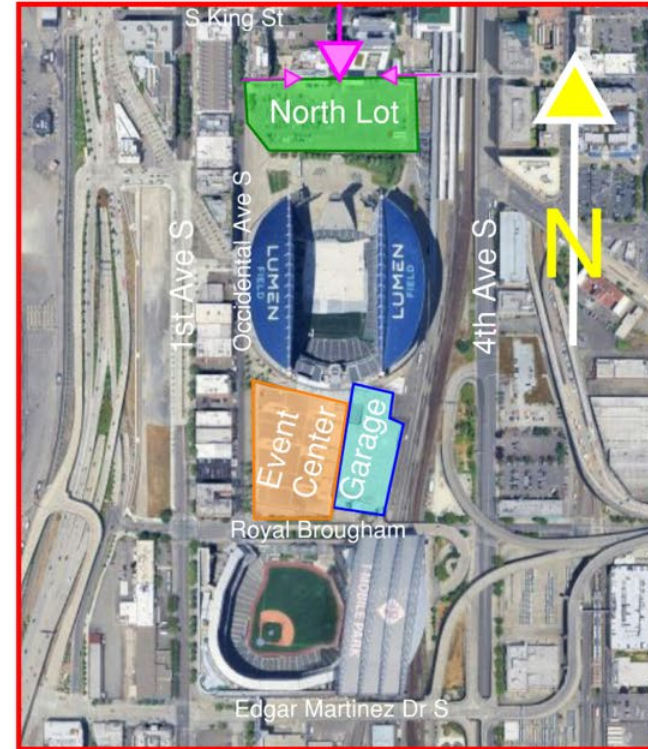 S King St
North Lot
Occidental Ave S
1st Ave S
LUMEN
FIELD
LUMEN
FIELD
4th Ave S
N
Event
Center
Garage
Royal Brougham
T-MOBILE PARK
Edgar Martinez Dr S